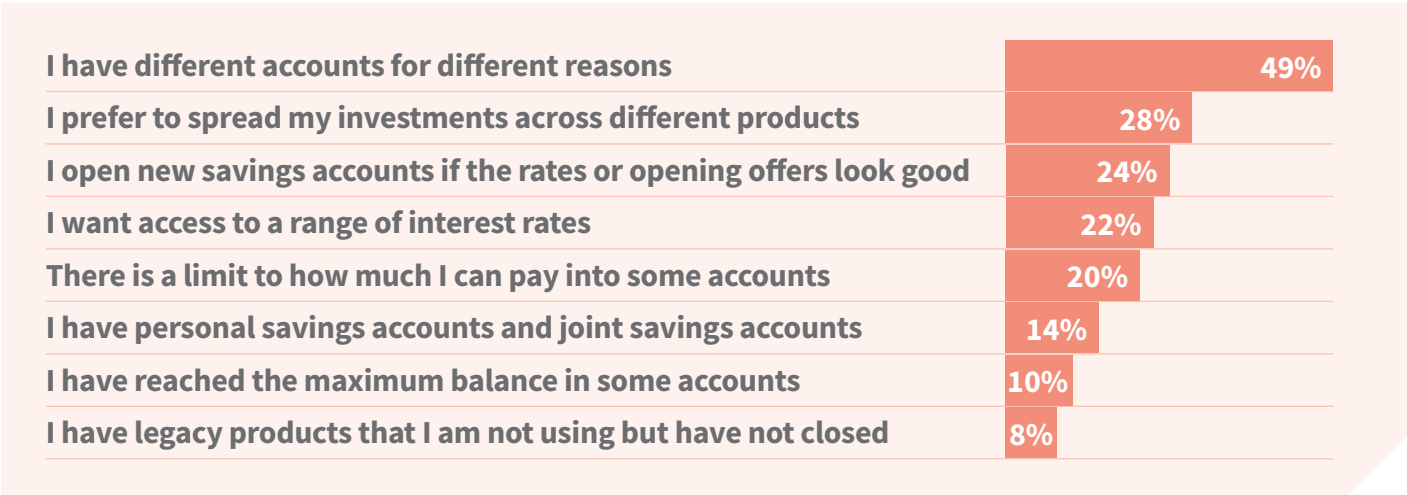 I have different accounts for different reasons 49%
I prefer to spread my investments across different products 28%
I open new savings accounts if the rates or opening offers look good 24%
I want access to a range of interest rates 22%
There is a limit to how much I can pay into some accounts 20%
I have personal savings accounts and joint savings accounts 14%
I have reached the maximum balance in some accounts 10%
I have legacy products that I am not using but have not closed 8%